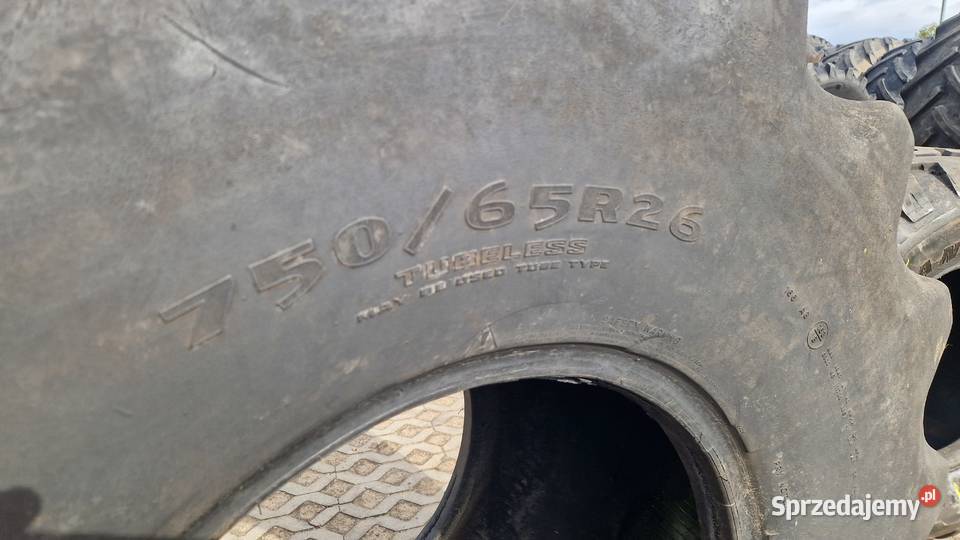 750/65R26
TUBELESS
MAY BE USED TUBE TYPE
Sprzedajemy.pl